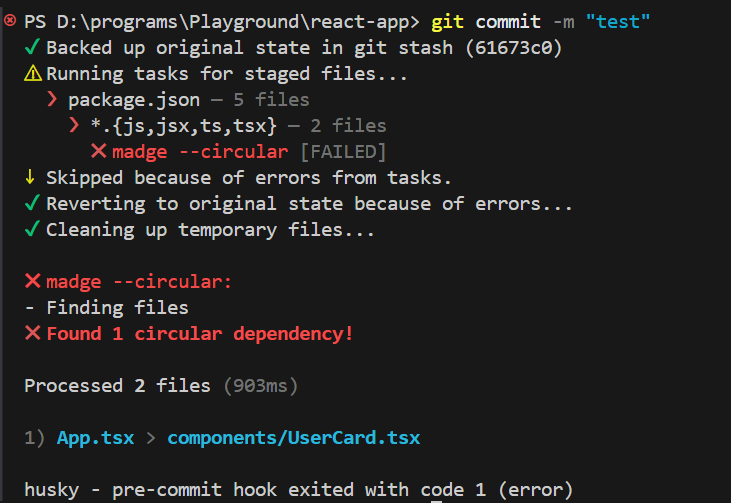 PS D:\programs\Playground\react-app> git commit -m "test"
✓ Backed up original state in git stash (61673c0)
⚠ Running tasks for staged files...
❯ package.json — 5 files
❯ *.{js,jsx,ts,tsx} — 2 files
✗ madge --circular [FAILED]
↓ Skipped because of errors from tasks.
✓ Reverting to original state because of errors...
✓ Cleaning up temporary files...
✗ madge --circular:
- Finding files
✗ Found 1 circular dependency!
Processed 2 files (903ms)
1) App.tsx > components/UserCard.tsx
husky - pre-commit hook exited with code 1 (error)